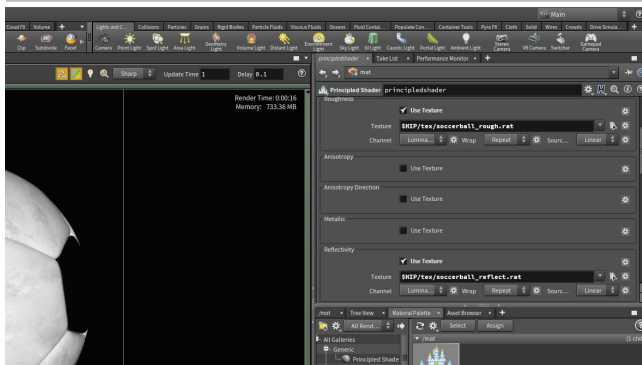 Main
Cloud FX Volume + Lights and C... Collisions Particles Grains Rigid Bodies Particle Fluids Viscous Fluids Oceans Fluid Contai... Populate Con... Container Tools Pyro FX Cloth Solid Wires Crowds Drive Simula... +
Clip Subdivide Facet Camera Point Light Spot Light Area Light Geometry Light Volume Light Distant Light Environment Light Sky Light GI Light Caustic Light Portal Light Ambient Light Stereo Camera VR Camera Switcher Gamepad Camera
principledshader × Take List × Performance Monitor × +
Sharp Update Time 1 Delay 0.1
mat
Principled Shader principledshader
Render Time: 0:00:16
Memory: 733.36 MB
Roughness
Use Texture
Texture $HIP/tex/soccerball_rough.rat
Channel Lumina... Wrap Repeat Sourc... Linear
Anisotropy
Use Texture
Anisotropy Direction
Use Texture
Metallic
Use Texture
Reflectivity
Use Texture
Texture $HIP/tex/soccerball_reflect.rat
Channel Lumina... Wrap Repeat Sourc... Linear
/mat × Tree View × Material Palette × Asset Browser × +
All Rend... Select Assign
All Galleries
Generic
Principled Shade
/mat
(1 chil